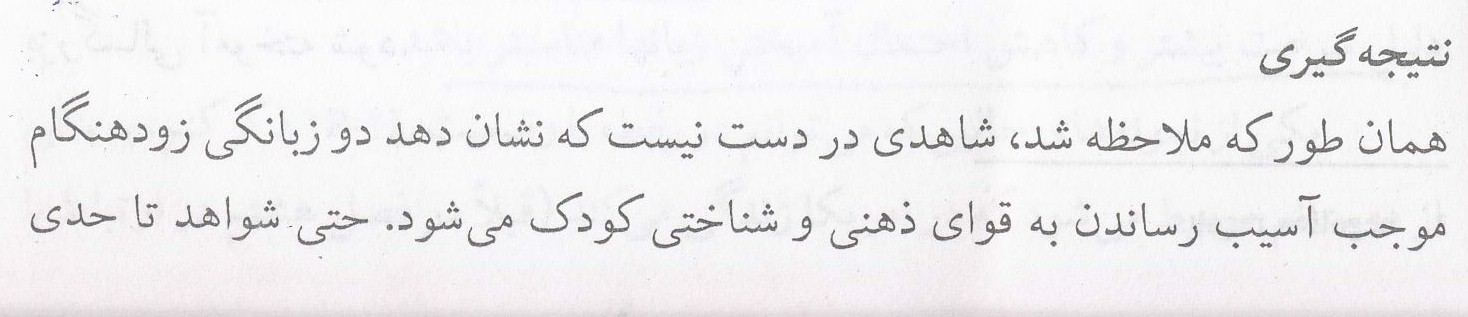 نتیجه گیری
همان طور که ملاحظه شد، شاهدی در دست نیست که نشان دهد دو زبانگی زودهنگام
موجب آسیب رساندن به قوای ذهنی و شناختی کودک می‌شود. حتی شواهد تا حدی